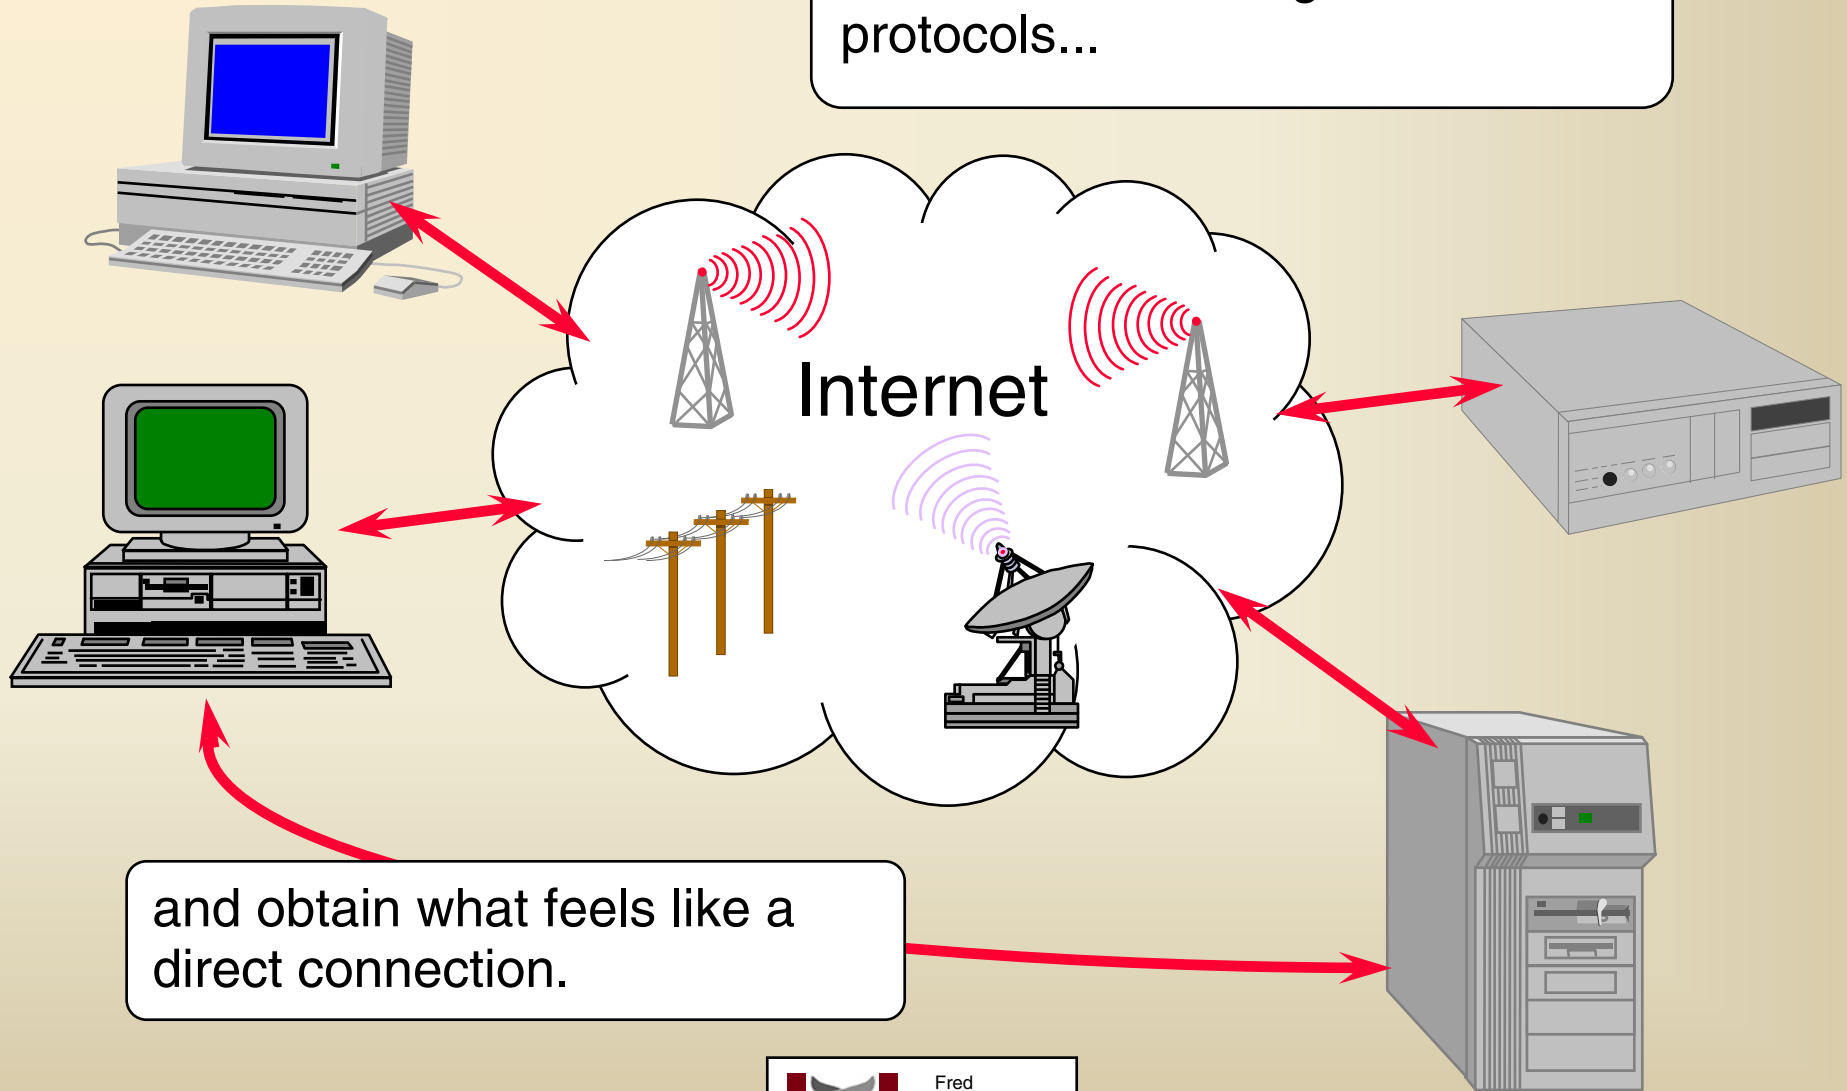 protocols...
Internet
and obtain what feels like a
direct connection.
Fred